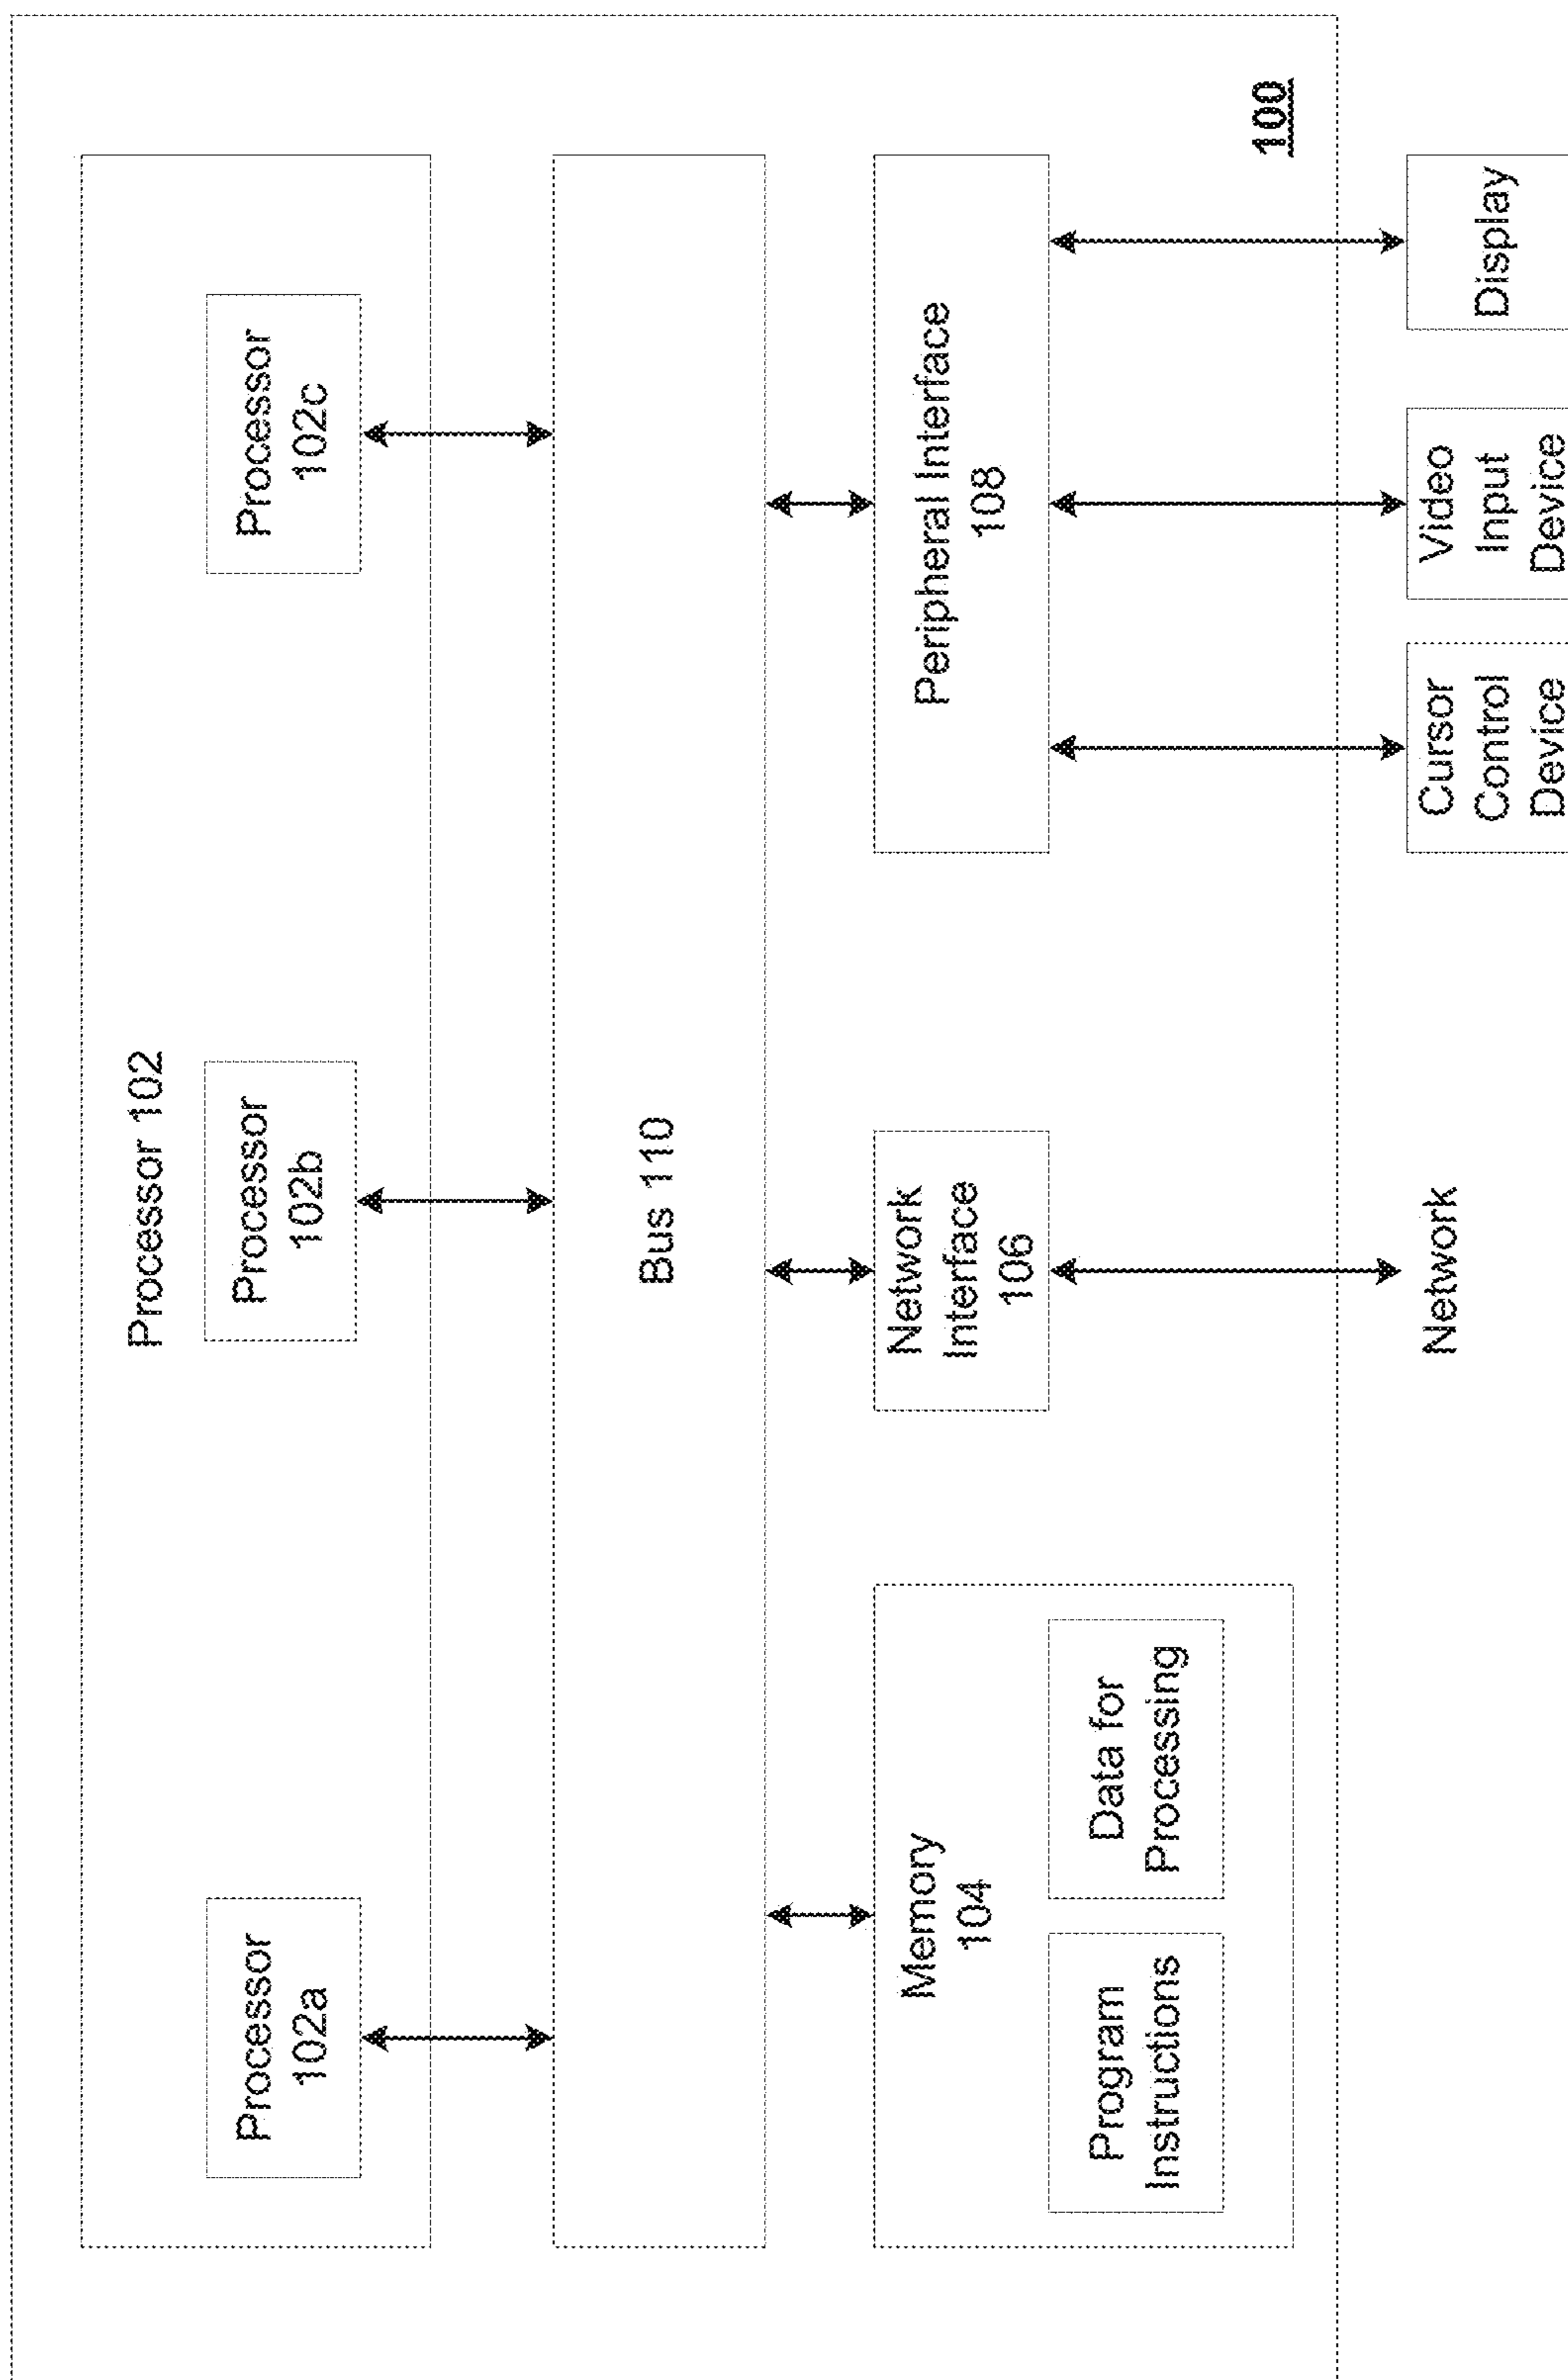 Processor 102
Processor
102a
Processor
102b
Processor
102c
Bus 110
Memory
104
Program
Instructions
Data for
Processing
Network
Interface
106
Peripheral Interface
108
100
Network
Cursor
Control
Device
Video
Input
Device
Display